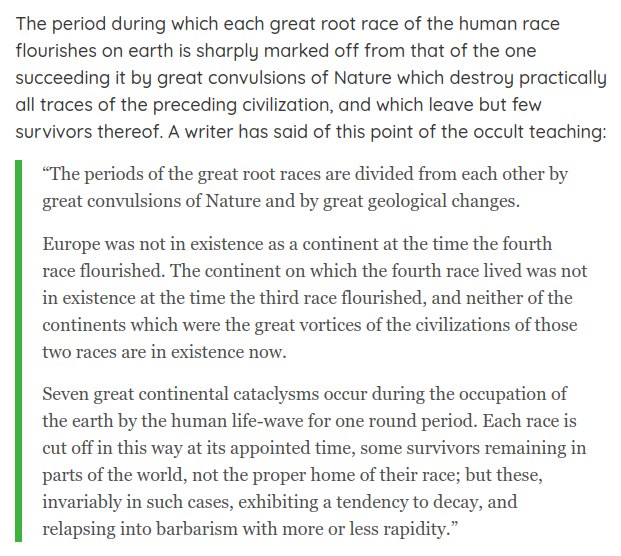 The period during which each great root race of the human race
flourishes on earth is sharply marked off from that of the one
succeeding it by great convulsions of Nature which destroy practically
all traces of the preceding civilization, and which leave but few
survivors thereof. A writer has said of this point of the occult teaching:
“The periods of the great root races are divided from each other by
great convulsions of Nature and by great geological changes.
Europe was not in existence as a continent at the time the fourth
race flourished. The continent on which the fourth race lived was not
in existence at the time the third race flourished, and neither of the
continents which were the great vortices of the civilizations of those
two races are in existence now.
Seven great continental cataclysms occur during the occupation of
the earth by the human life-wave for one round period. Each race is
cut off in this way at its appointed time, some survivors remaining in
parts of the world, not the proper home of their race; but these,
invariably in such cases, exhibiting a tendency to decay, and
relapsing into barbarism with more or less rapidity.”